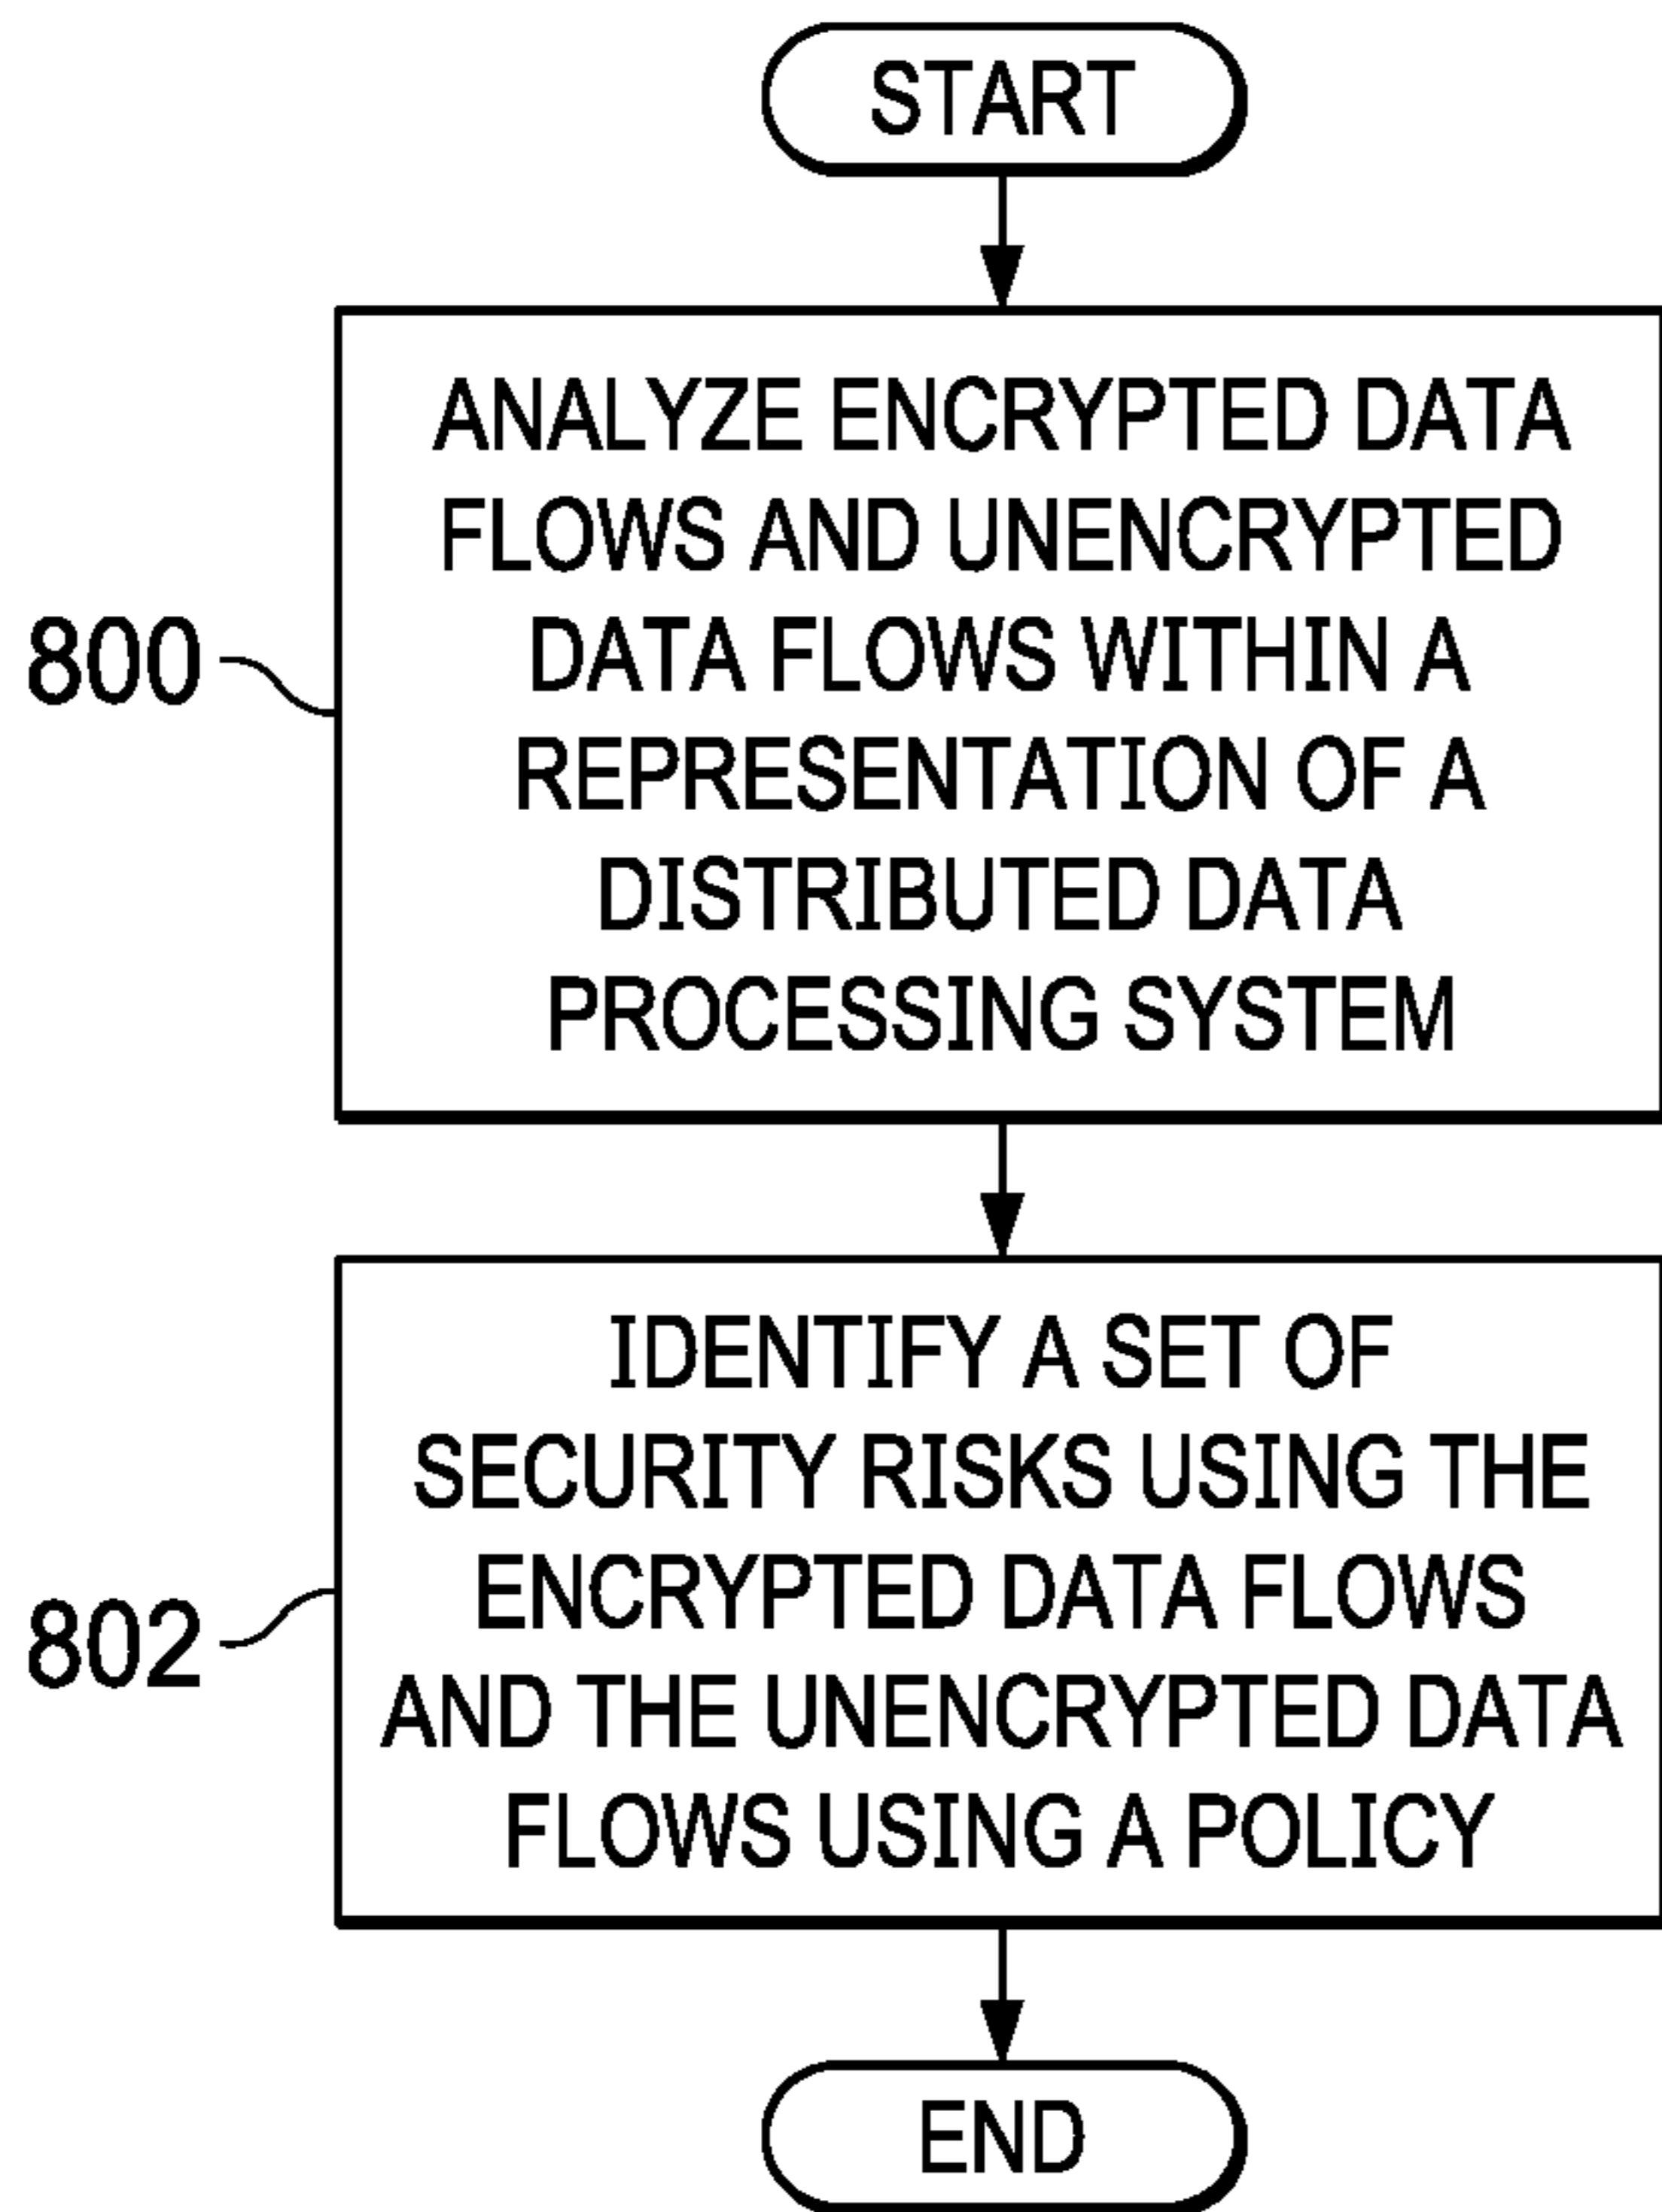 START
ANALYZE ENCRYPTED DATA
FLOWS AND UNENCRYPTED
DATA FLOWS WITHIN A
REPRESENTATION OF A
DISTRIBUTED DATA
PROCESSING SYSTEM
800
IDENTIFY A SET OF
SECURITY RISKS USING THE
ENCRYPTED DATA FLOWS
AND THE UNENCRYPTED DATA
FLOWS USING A POLICY
802
END